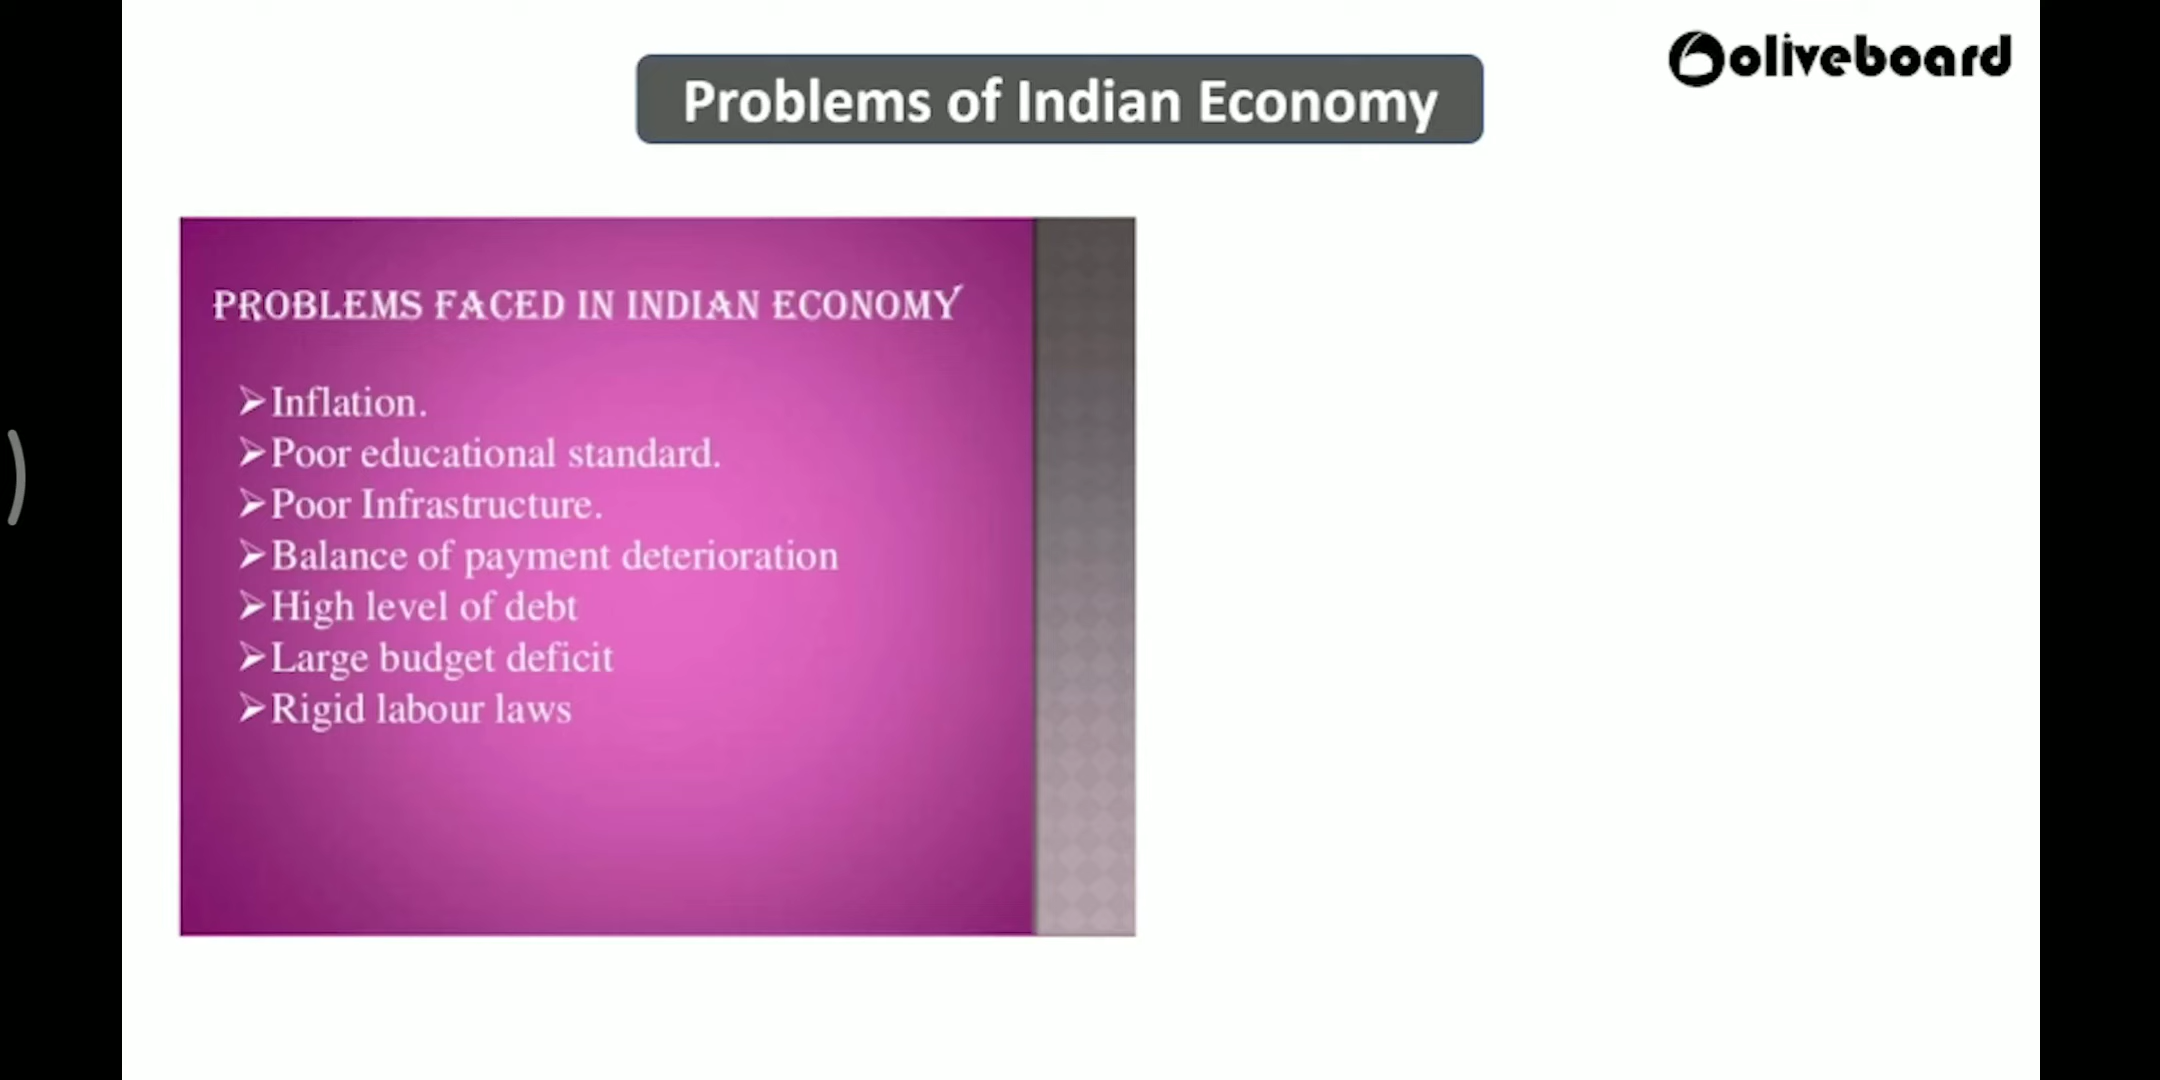 oliveboard
Problems of Indian Economy
PROBLEMS FACED IN INDIAN ECONOMY
➢Inflation.
➢Poor educational standard.
➢Poor Infrastructure.
➢Balance of payment deterioration
➢High level of debt
➢Large budget deficit
➢Rigid labour laws